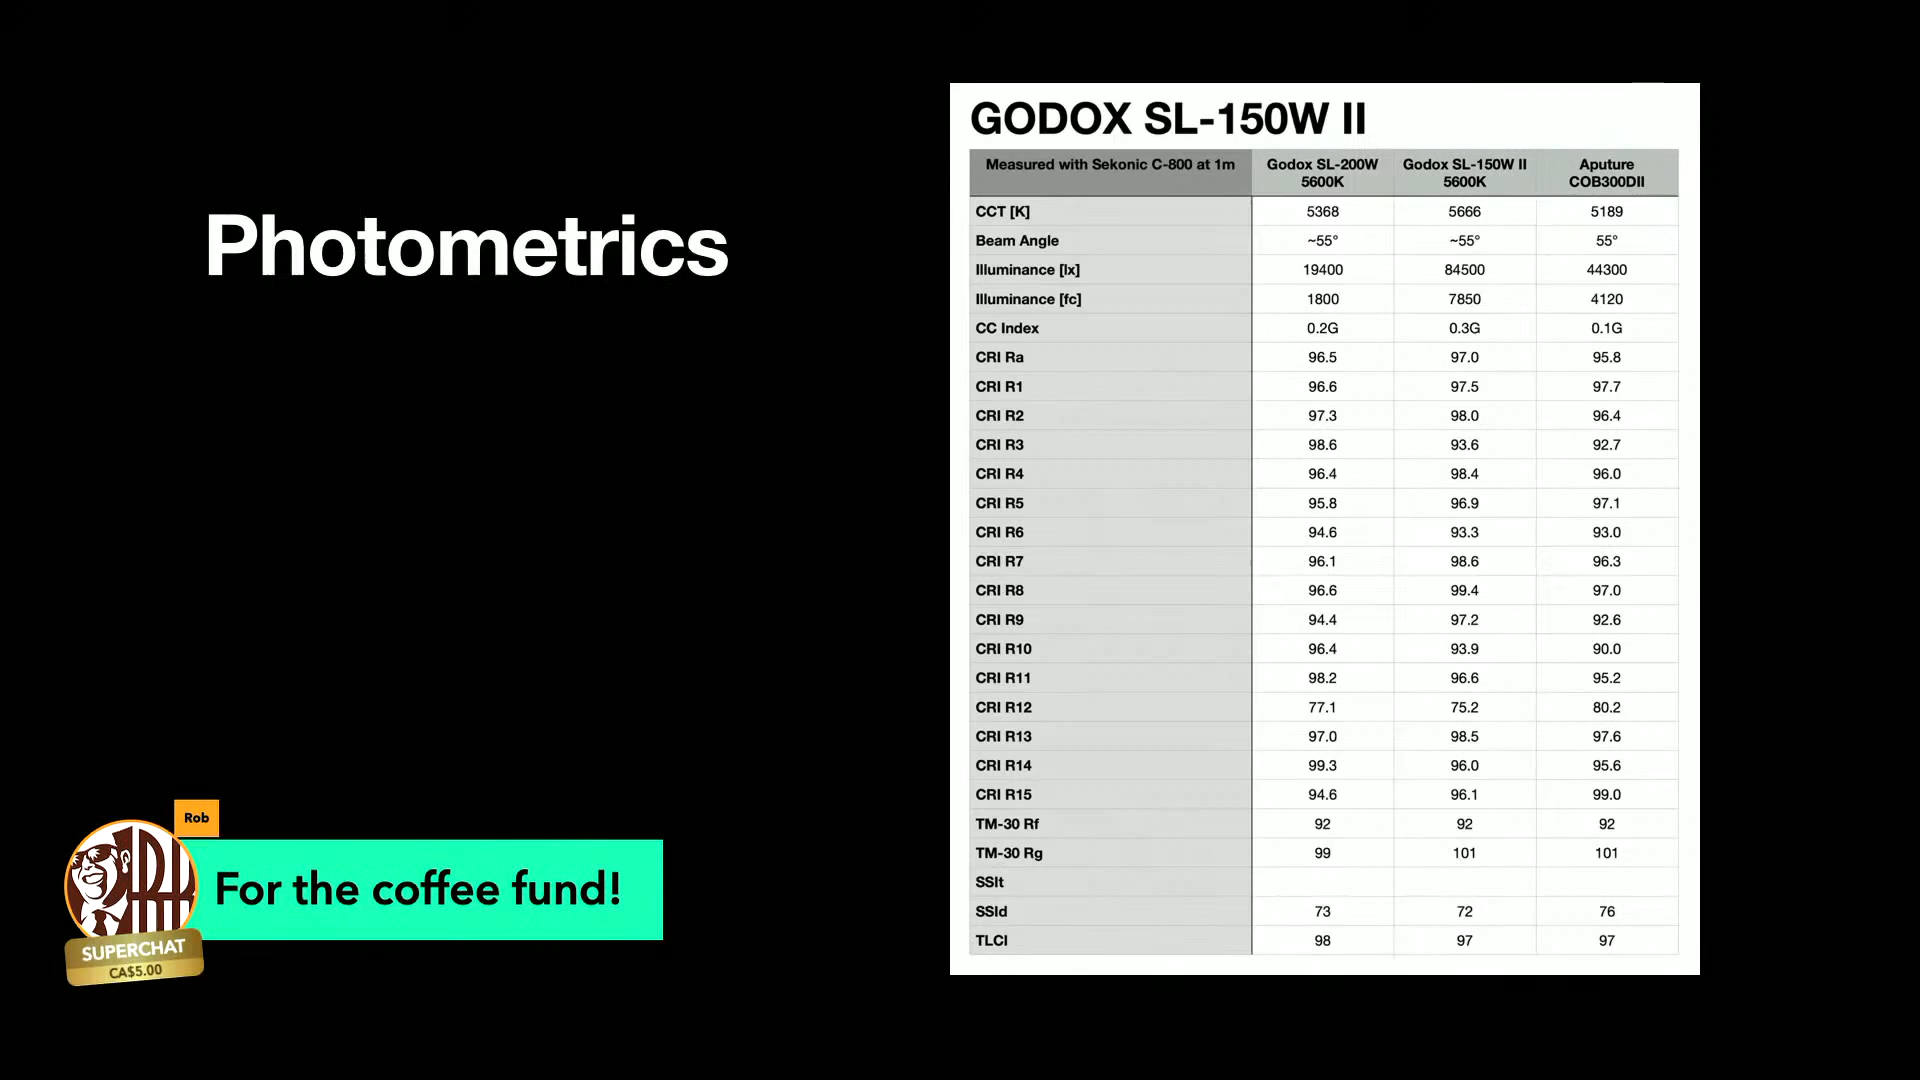 Photometrics
GODOX SL-150W II
Measured with Sekonic C-800 at 1m Godox SL-200W 5600K Godox SL-150W II 5600K Aputure COB300DII
CCT [K] 5368 5666 5189
Beam Angle ~55° ~55° 55°
Illuminance [lx] 19400 84500 44300
Illuminance [fc] 1800 7850 4120
CC Index 0.2G 0.3G 0.1G
CRI Ra 96.5 97.0 95.8
CRI R1 96.6 97.5 97.7
CRI R2 97.3 98.0 96.4
CRI R3 98.6 93.6 92.7
CRI R4 96.4 98.4 96.0
CRI R5 95.8 96.9 97.1
CRI R6 94.6 93.3 93.0
CRI R7 96.1 98.6 96.3
CRI R8 96.6 99.4 97.0
CRI R9 94.4 97.2 92.6
CRI R10 96.4 93.9 90.0
CRI R11 98.2 96.6 95.2
CRI R12 77.1 75.2 80.2
CRI R13 97.0 98.5 97.6
CRI R14 99.3 96.0 95.6
CRI R15 94.6 96.1 99.0
TM-30 Rf 92 92 92
TM-30 Rg 99 101 101
SSIt
SSId 73 72 76
TLCI 98 97 97
Rob
For the coffee fund!
SUPERCHAT
CA$5.00